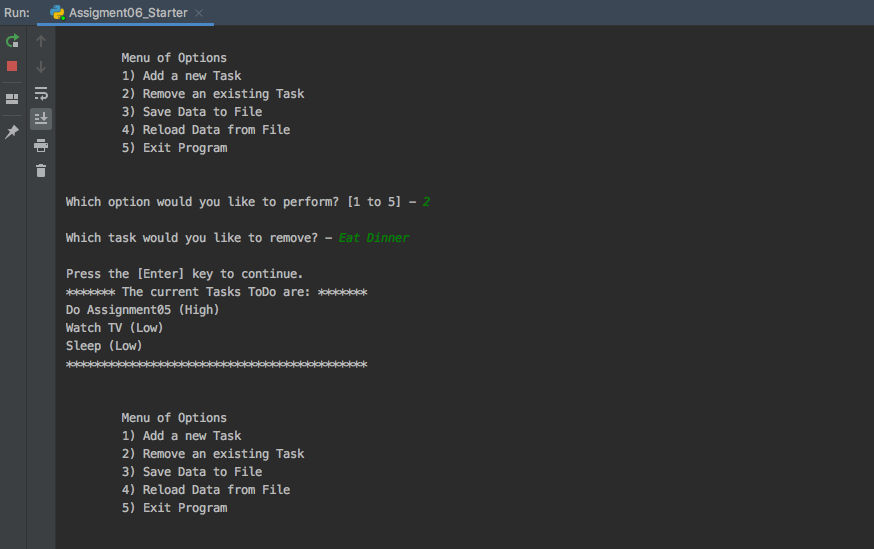 Run: Assigment06_Starter
Menu of Options
1) Add a new Task
2) Remove an existing Task
3) Save Data to File
4) Reload Data from File
5) Exit Program
Which option would you like to perform? [1 to 5] - 2
Which task would you like to remove? - Eat Dinner
Press the [Enter] key to continue.
******* The current Tasks ToDo are: *******
Do Assignment05 (High)
Watch TV (Low)
Sleep (Low)
*******************************************
Menu of Options
1) Add a new Task
2) Remove an existing Task
3) Save Data to File
4) Reload Data from File
5) Exit Program